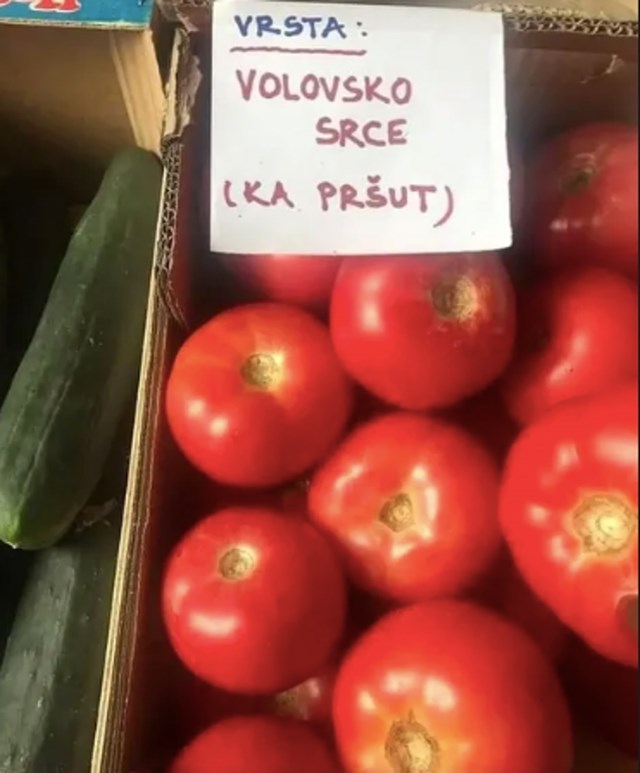 VRSTA:
VOLOVSKO
SRCE
(KA PRŠUT)